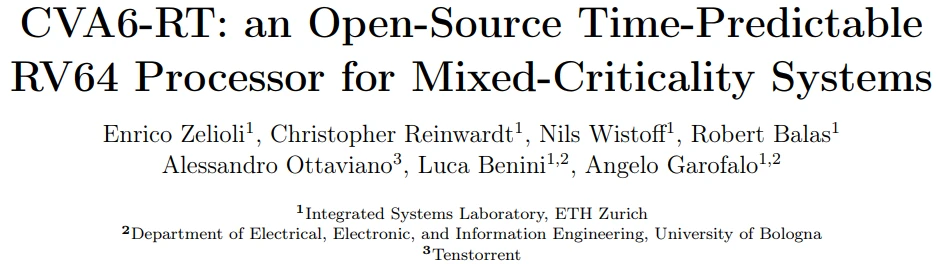 CVA6-RT: an Open-Source Time-Predictable
RV64 Processor for Mixed-Criticality Systems
Enrico Zelioli¹, Christopher Reinwardt¹, Nils Wistoff¹, Robert Balas¹
Alessandro Ottaviano³, Luca Benini¹,², Angelo Garofalo¹,²
¹Integrated Systems Laboratory, ETH Zurich
²Department of Electrical, Electronic, and Information Engineering, University of Bologna
³Tenstorrent